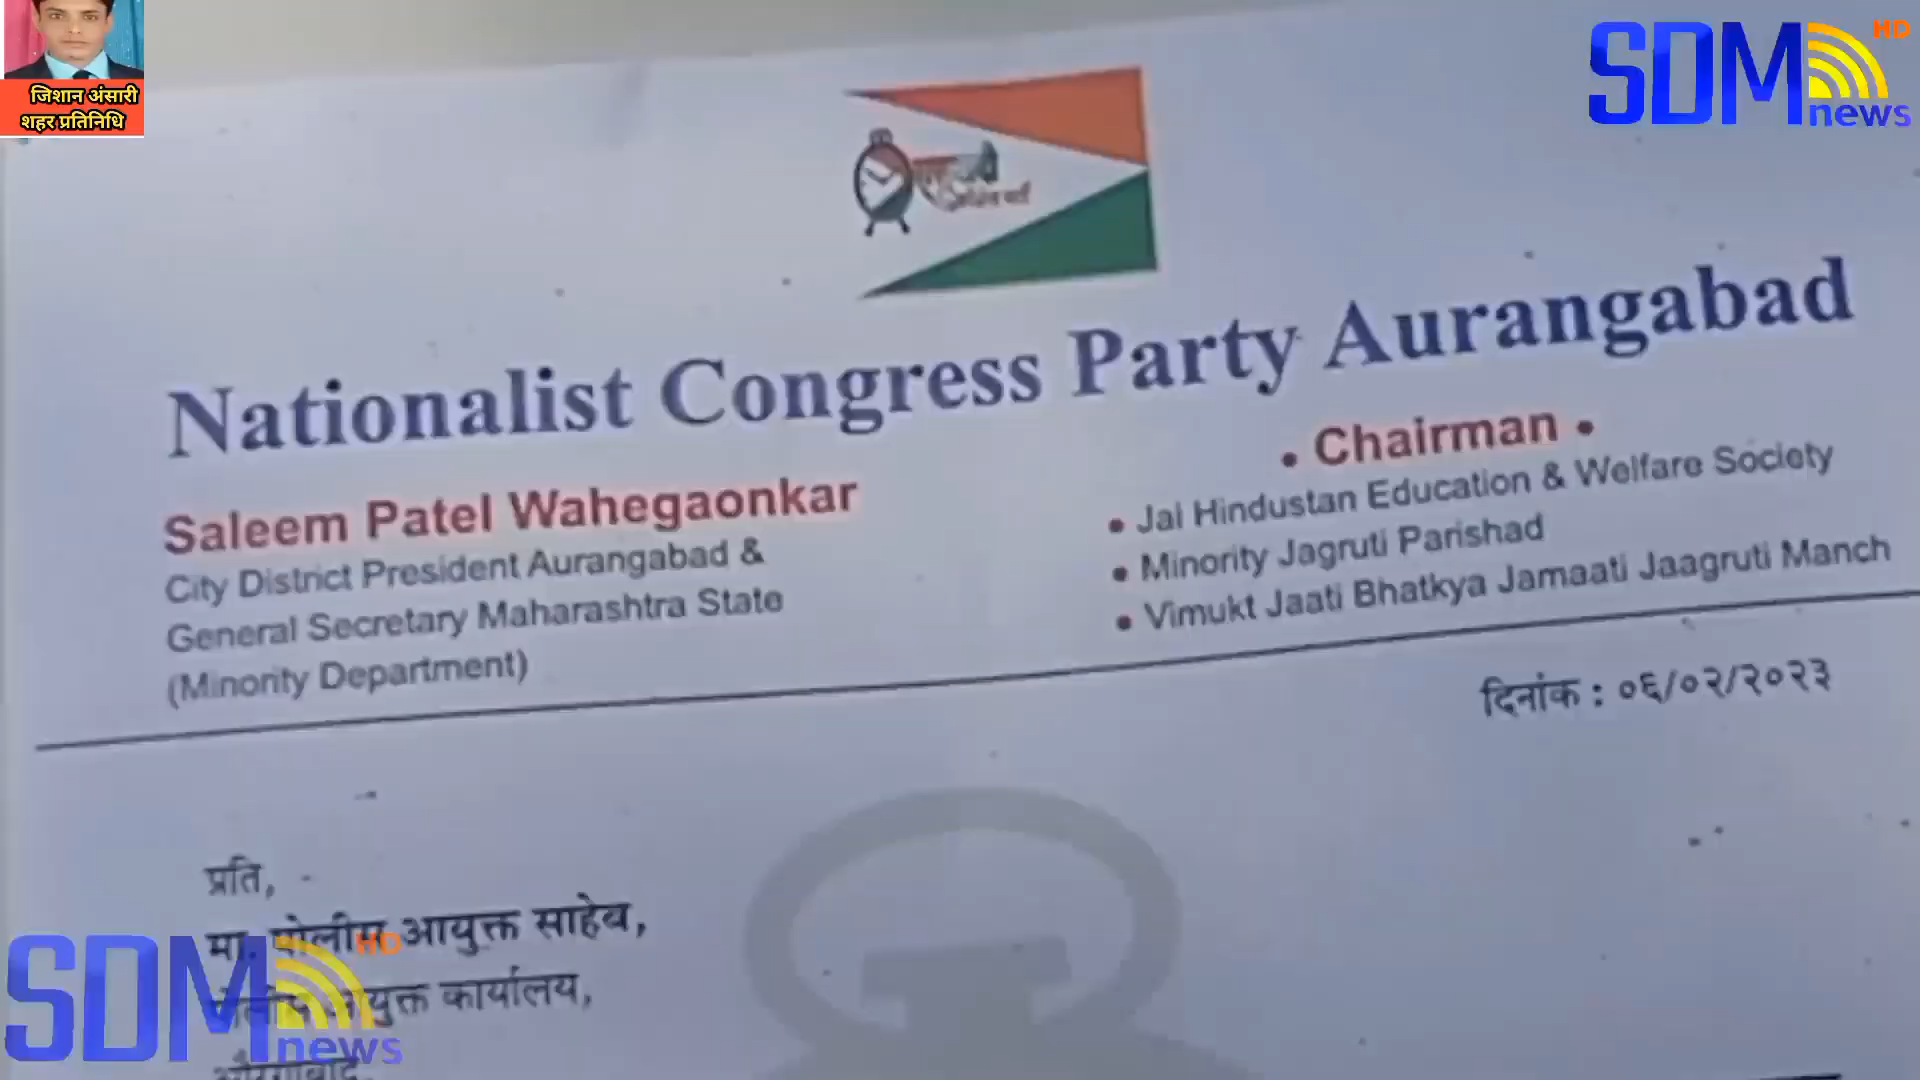 जिशान अंसारी
शहर प्रतिनिधि
SDM HD
news
Nationalist Congress Party Aurangabad
Saleem Patel Wahegaonkar
City District President Aurangabad &
General Secretary Maharashtra State
(Minority Department)
• Chairman •
• Jai Hindustan Education & Welfare Society
• Minority Jagruti Parishad
• Vimukt Jaati Bhatkya Jamaati Jaagruti Manch
दिनांक : ०६/०२/२०२३
प्रति,
मा. पोलीस आयुक्त साहेब,
पोलीस आयुक्त कार्यालय,
औरंगाबाद.
SDM HD
news